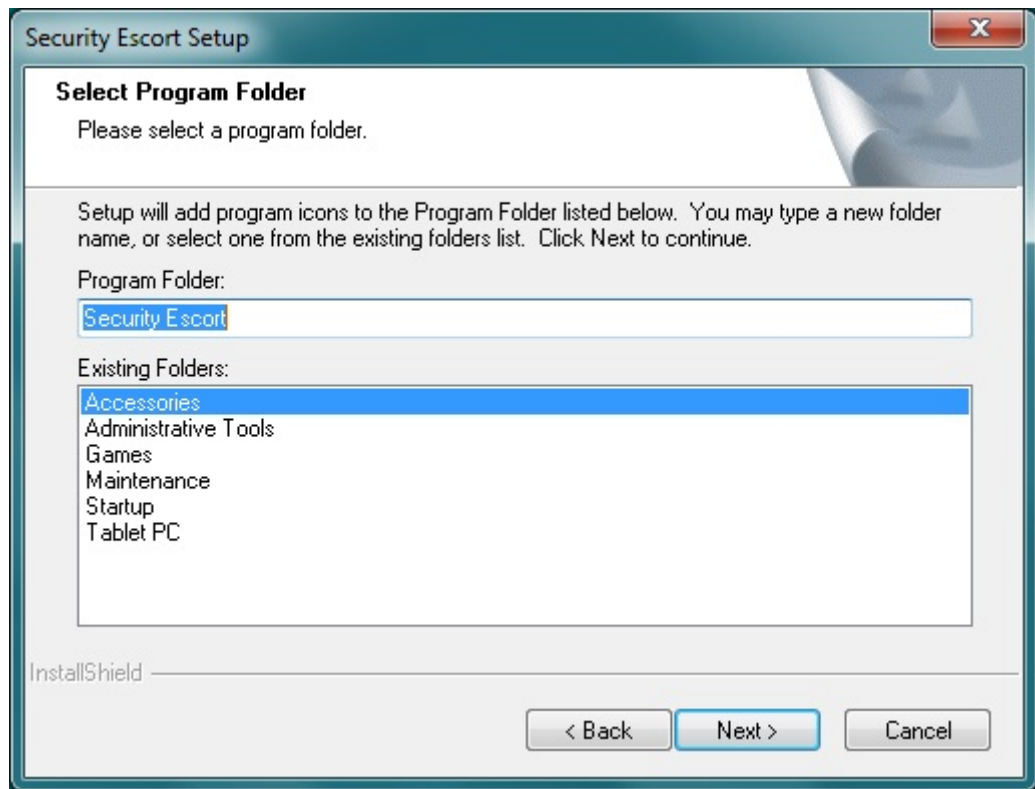 Security Escort Setup
Select Program Folder
Please select a program folder.
Setup will add program icons to the Program Folder listed below. You may type a new folder
name, or select one from the existing folders list. Click Next to continue.
Program Folder:
Security Escort
Existing Folders:
Accessories
Administrative Tools
Games
Maintenance
Startup
Tablet PC
InstallShield
< Back Next > Cancel